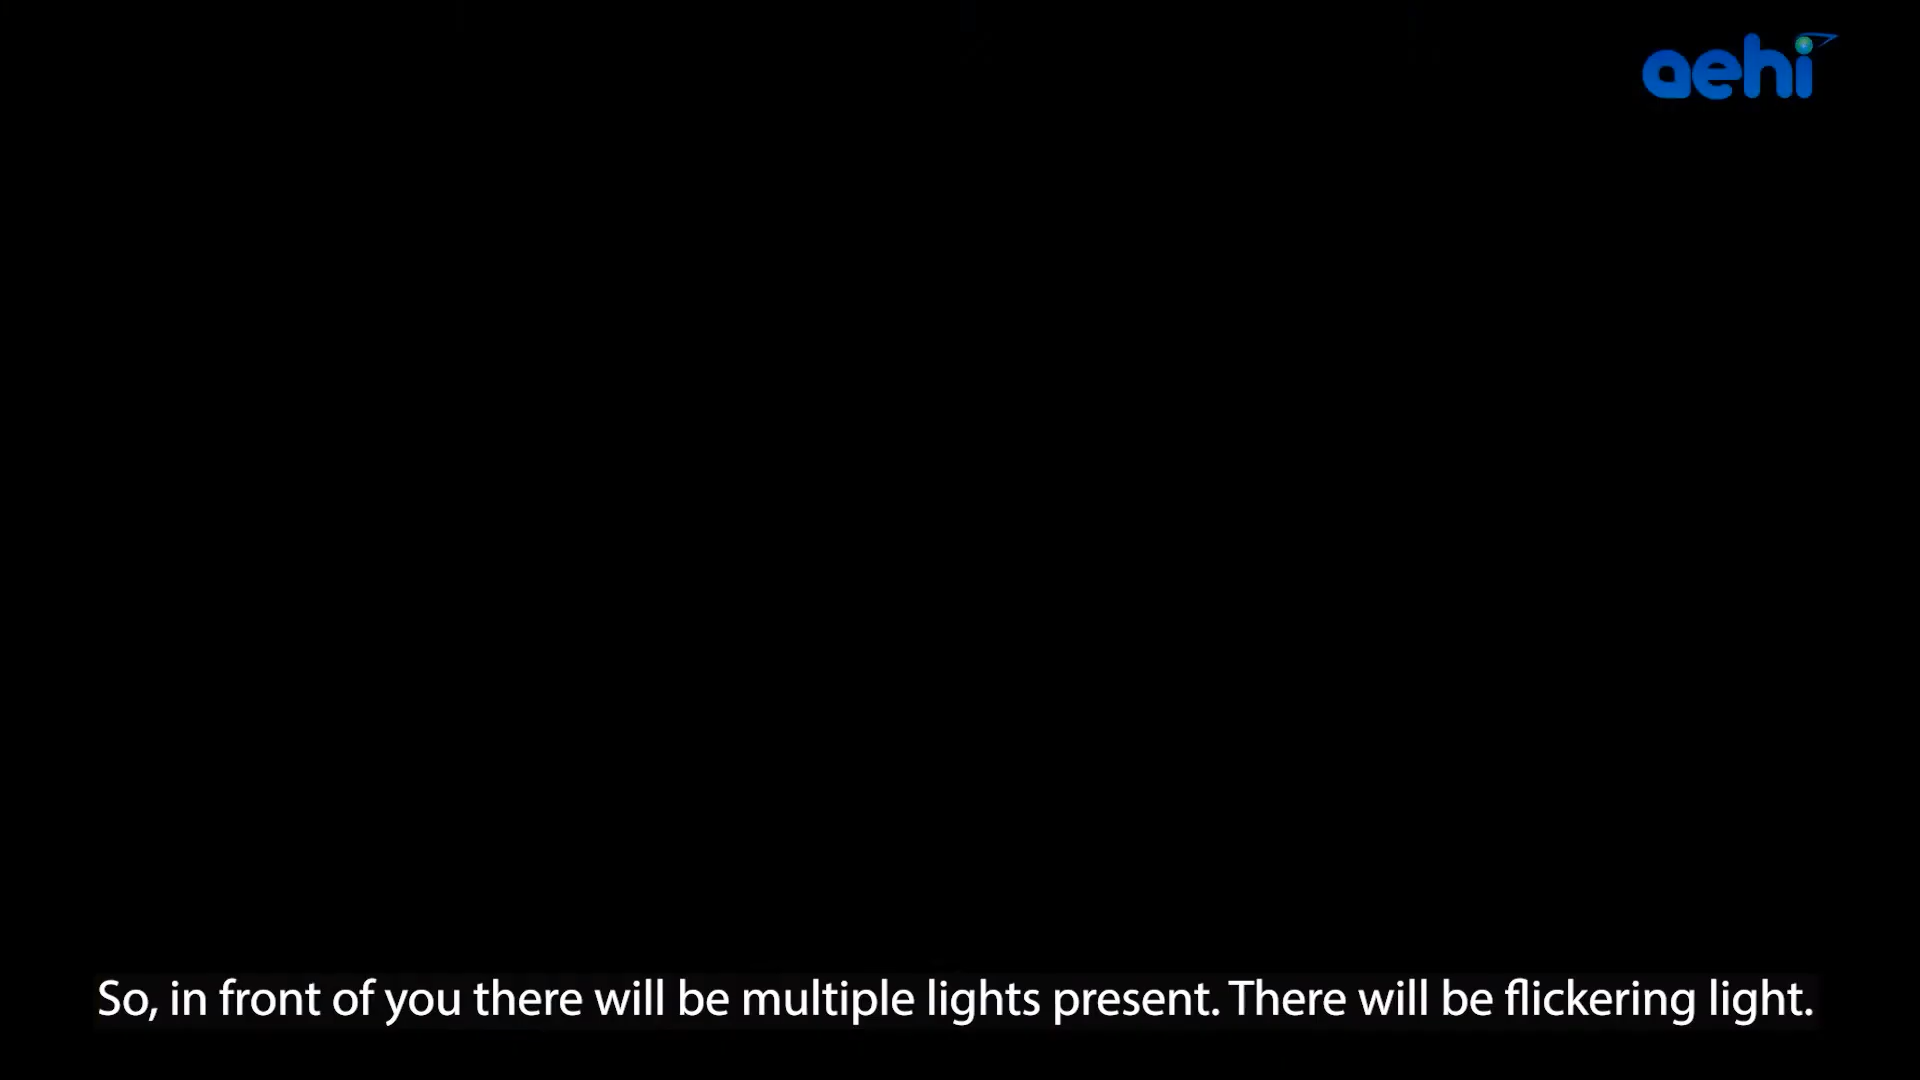 aehi
So, in front of you there will be multiple lights present. There will be flickering light.